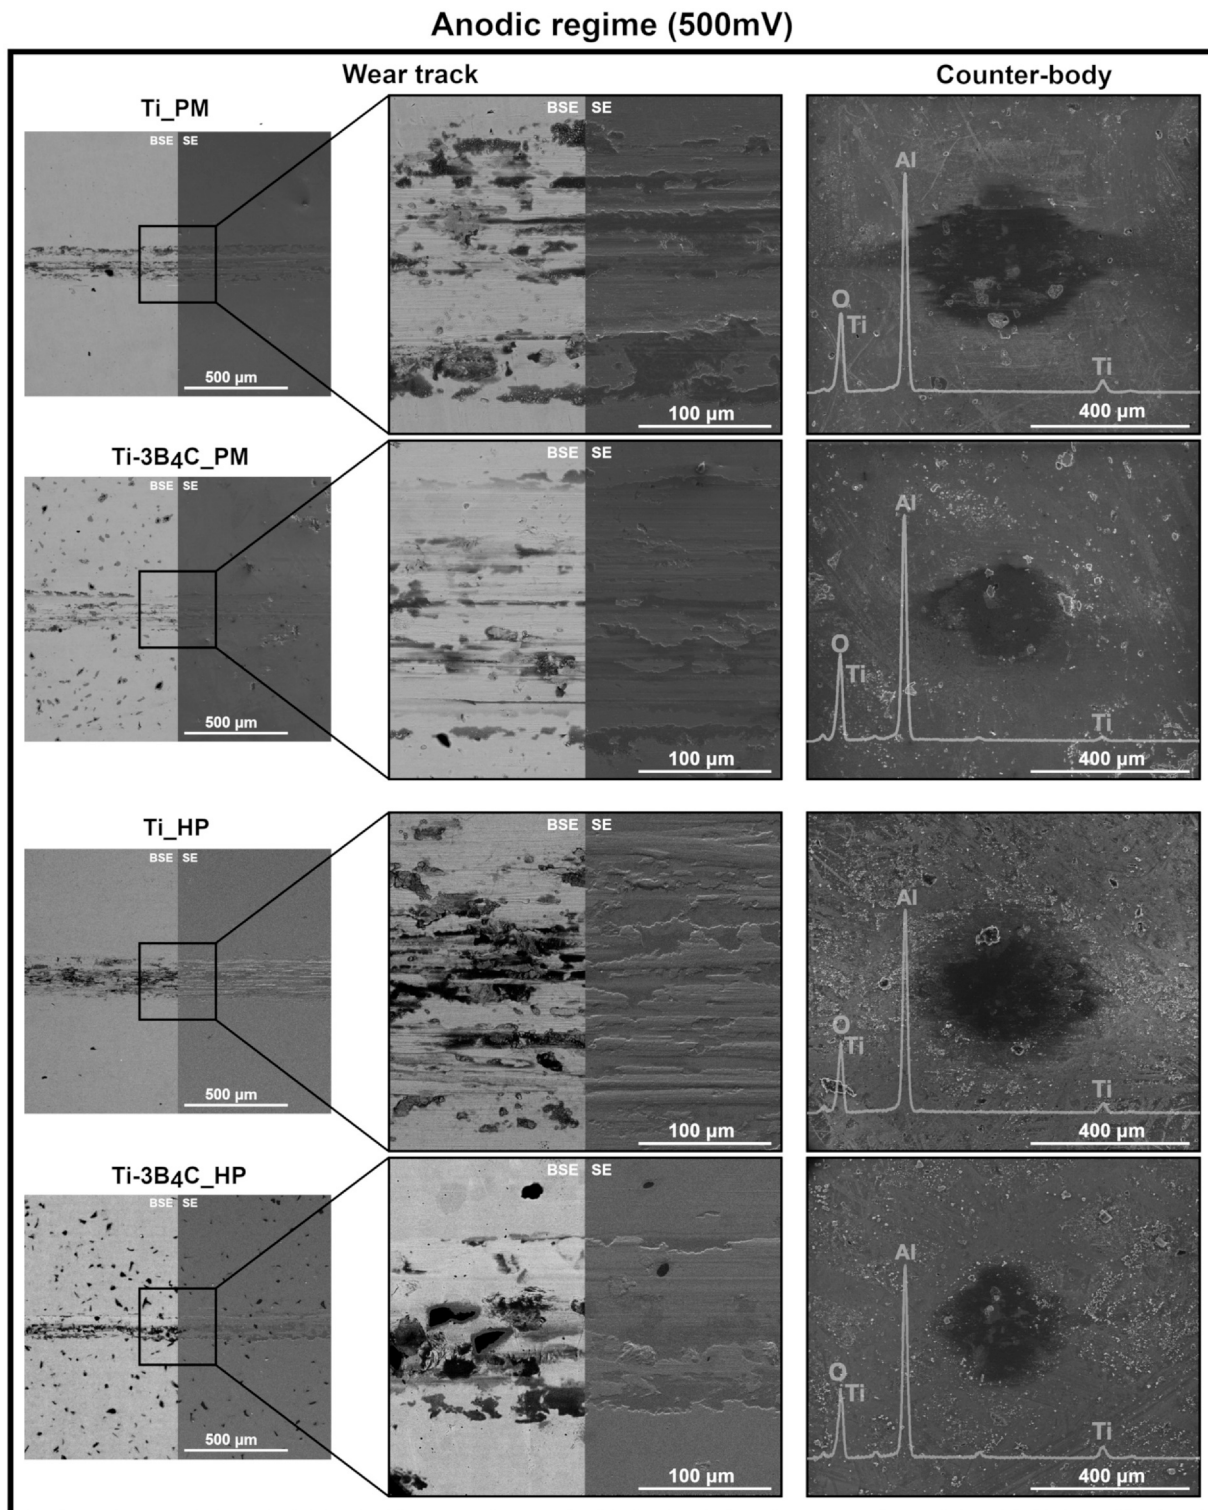 Anodic regime (500mV)
Wear track
Counter-body
Ti_PM
BSE SE
500 µm
BSE SE
100 µm
Al
O
Ti
Ti
400 µm
Ti-3B4C_PM
BSE SE
500 µm
BSE SE
100 µm
Al
O
Ti
Ti
400 µm
Ti_HP
BSE SE
500 µm
BSE SE
100 µm
Al
O
Ti
Ti
400 µm
Ti-3B4C_HP
BSE SE
500 µm
BSE SE
100 µm
Al
O
Ti
Ti
400 µm